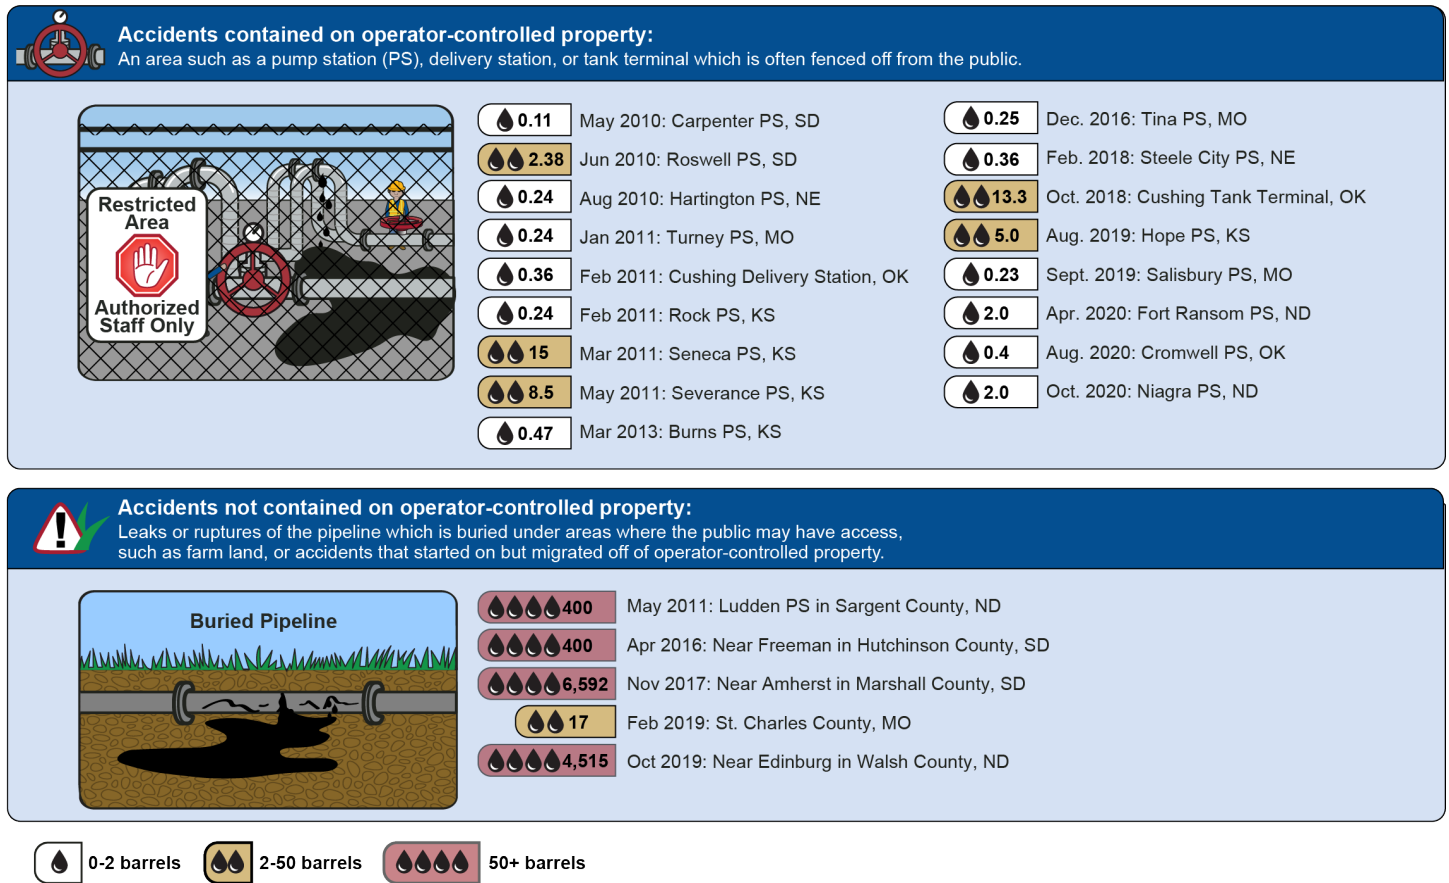 Accidents contained on operator-controlled property:
An area such as a pump station (PS), delivery station, or tank terminal which is often fenced off from the public.
Restricted
Area
Authorized
Staff Only
0.11 May 2010: Carpenter PS, SD
2.38 Jun 2010: Roswell PS, SD
0.24 Aug 2010: Hartington PS, NE
0.24 Jan 2011: Turney PS, MO
0.36 Feb 2011: Cushing Delivery Station, OK
0.24 Feb 2011: Rock PS, KS
15 Mar 2011: Seneca PS, KS
8.5 May 2011: Severance PS, KS
0.47 Mar 2013: Burns PS, KS
0.25 Dec. 2016: Tina PS, MO
0.36 Feb. 2018: Steele City PS, NE
13.3 Oct. 2018: Cushing Tank Terminal, OK
5.0 Aug. 2019: Hope PS, KS
0.23 Sept. 2019: Salisbury PS, MO
2.0 Apr. 2020: Fort Ransom PS, ND
0.4 Aug. 2020: Cromwell PS, OK
2.0 Oct. 2020: Niagra PS, ND
Accidents not contained on operator-controlled property:
Leaks or ruptures of the pipeline which is buried under areas where the public may have access,
such as farm land, or accidents that started on but migrated off of operator-controlled property.
Buried Pipeline
400 May 2011: Ludden PS in Sargent County, ND
400 Apr 2016: Near Freeman in Hutchinson County, SD
6,592 Nov 2017: Near Amherst in Marshall County, SD
17 Feb 2019: St. Charles County, MO
4,515 Oct 2019: Near Edinburg in Walsh County, ND
0-2 barrels 2-50 barrels 50+ barrels